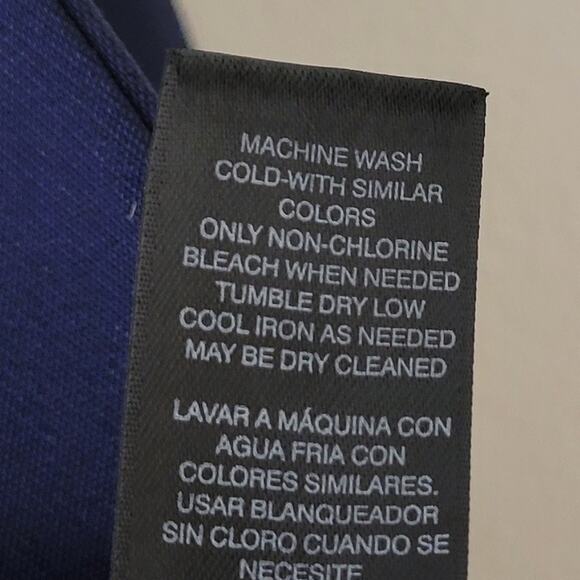 MACHINE WASH
COLD-WITH SIMILAR
COLORS
ONLY NON-CHLORINE
BLEACH WHEN NEEDED
TUMBLE DRY LOW
COOL IRON AS NEEDED
MAY BE DRY CLEANED
LAVAR A MÁQUINA CON
AGUA FRIA CON
COLORES SIMILARES.
USAR BLANQUEADOR
SIN CLORO CUANDO SE
NECESITE